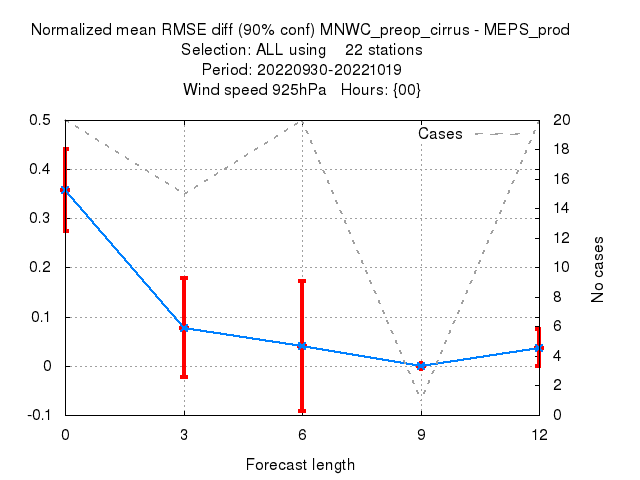 Normalized mean RMSE diff (90% conf) MNWC_preop_cirrus - MEPS_prod
Selection: ALL using 22 stations
Period: 20220930-20221019
Wind speed 925hPa Hours: {00}
Cases
0.5
0.4
0.3
0.2
0.1
0
-0.1
20
18
16
14
12
10
8
6
4
2
0
No cases
0 3 6 9 12
Forecast length